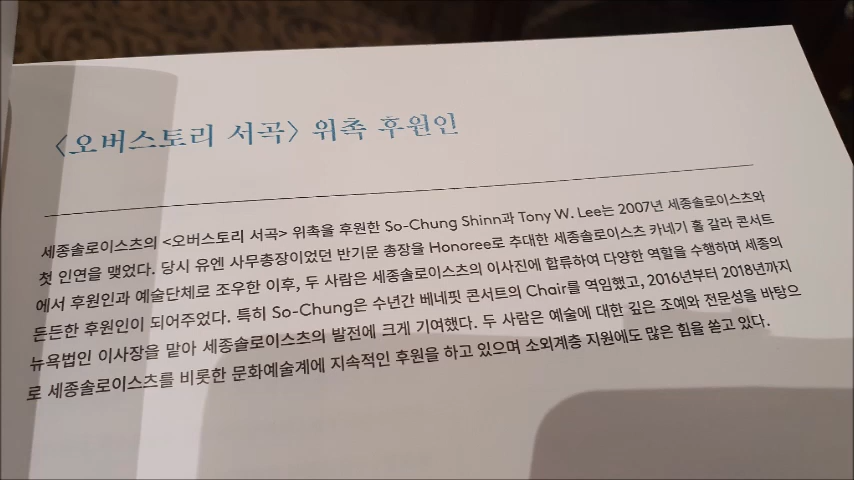 <오버스토리 서곡> 위촉 후원인
세종솔로이스츠의 <오버스토리 서곡> 위촉을 후원한 So-Chung Shinn과 Tony W. Lee는 2007년 세종솔로이스츠와
첫 인연을 맺었다. 당시 유엔 사무총장이었던 반기문 총장을 Honoree로 추대한 세종솔로이스츠 카네기 홀 갈라 콘서트
에서 후원인과 예술단체로 조우한 이후, 두 사람은 세종솔로이스츠의 이사진에 합류하여 다양한 역할을 수행하며 세종의
든든한 후원인이 되어주었다. 특히 So-Chung은 수년간 베네핏 콘서트의 Chair를 역임했고, 2016년부터 2018년까지
뉴욕법인 이사장을 맡아 세종솔로이스츠의 발전에 크게 기여했다. 두 사람은 예술에 대한 깊은 조예와 전문성을 바탕으
로 세종솔로이스츠를 비롯한 문화예술계에 지속적인 후원을 하고 있으며 소외계층 지원에도 많은 힘을 쏟고 있다.